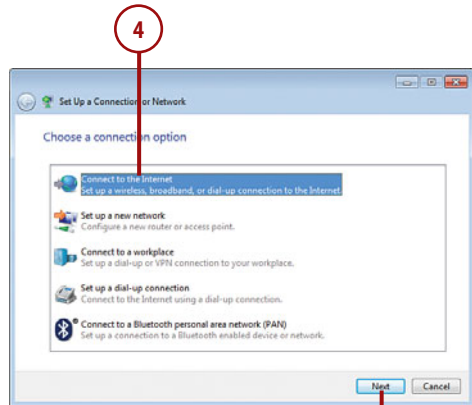 4
Set Up a Connection or Network
Choose a connection option
Connect to the Internet
Set up a wireless, broadband, or dial-up connection to the Internet.
Set up a new network
Configure a new router or access point.
Connect to a workplace
Set up a dial-up or VPN connection to your workplace.
Set up a dial-up connection
Connect to the Internet using a dial-up connection.
Connect to a Bluetooth personal area network (PAN)
Set up a connection to a Bluetooth enabled device or network.
Next Cancel